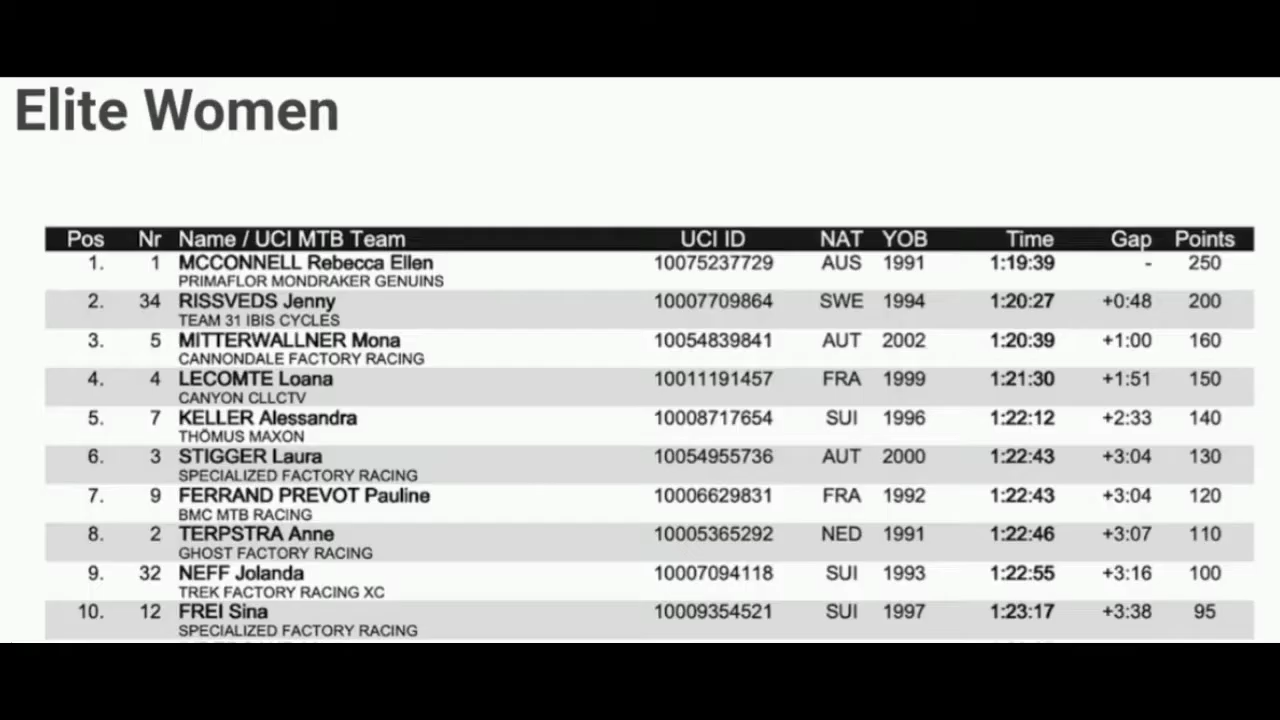 Elite Women
Pos Nr Name / UCI MTB Team UCI ID NAT YOB Time Gap Points
1. 1 MCCONNELL Rebecca Ellen 10075237729 AUS 1991 1:19:39 - 250
PRIMAFLOR MONDRAKER GENUINS
2. 34 RISSVEDS Jenny 10007709864 SWE 1994 1:20:27 +0:48 200
TEAM 31 IBIS CYCLES
3. 5 MITTERWALLNER Mona 10054839841 AUT 2002 1:20:39 +1:00 160
CANNONDALE FACTORY RACING
4. 4 LECOMTE Loana 10011191457 FRA 1999 1:21:30 +1:51 150
CANYON CLLCTV
5. 7 KELLER Alessandra 10008717654 SUI 1996 1:22:12 +2:33 140
THÖMUS MAXON
6. 3 STIGGER Laura 10054955736 AUT 2000 1:22:43 +3:04 130
SPECIALIZED FACTORY RACING
7. 9 FERRAND PREVOT Pauline 10006629831 FRA 1992 1:22:43 +3:04 120
BMC MTB RACING
8. 2 TERPSTRA Anne 10005365292 NED 1991 1:22:46 +3:07 110
GHOST FACTORY RACING
9. 32 NEFF Jolanda 10007094118 SUI 1993 1:22:55 +3:16 100
TREK FACTORY RACING XC
10. 12 FREI Sina 10009354521 SUI 1997 1:23:17 +3:38 95
SPECIALIZED FACTORY RACING